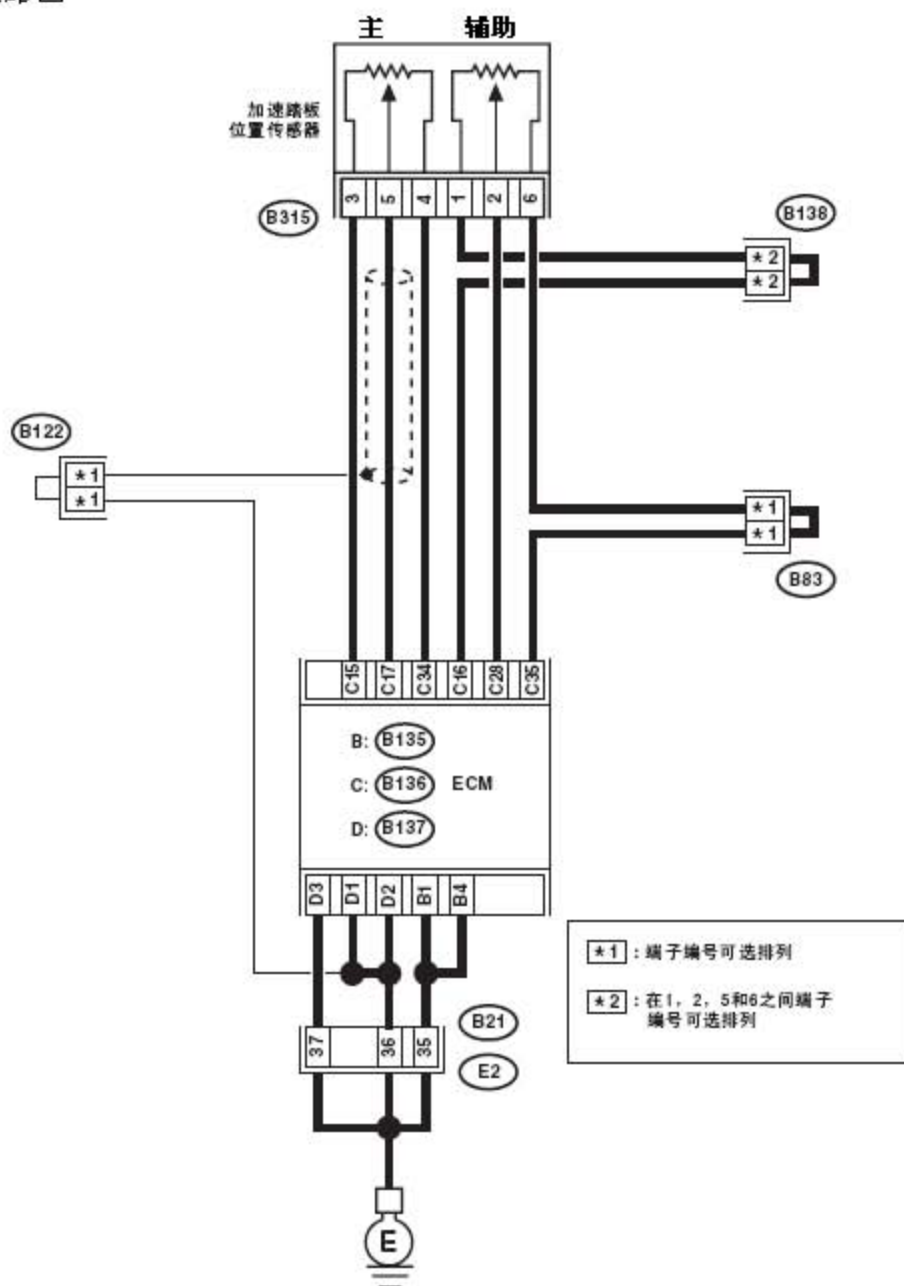 主 辅助
加速踏板
位置传感器
3 5 4 1 2 6
B315
B138
*2
*2
B122
*1
*1
*1
*1
B83
C15 C17 C34 C16 C28 C35
B: B135
C: B136 ECM
D: B137
D3 D1 D2 B1 B4
*1 : 端子编号可选排列
*2 : 在1, 2, 5和6之间端子
编号可选排列
37 36 35
B21
E2
E